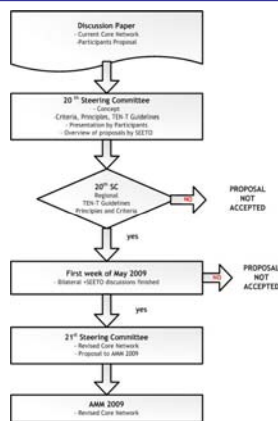 Discussion Paper
- Current Core Network
-Participants Proposal
20 th Steering Committee
- Concept
-Criteria, Principles, TEN-T Guidelines
- Presentation by Participants
- Overview of proposals by SEETO
20th SC
Regional
TEN-T Guidelines
Principles and Criteria
NO
PROPOSAL
NOT
ACCEPTED
yes
First week of May 2009
- Bilateral +SEETO discussions finished
NO
PROPOSAL
NOT
ACCEPTED
yes
21st Steering Committee
- Revised Core Network
- Proposal to AMM 2009
AMM 2009
- Revised Core Network